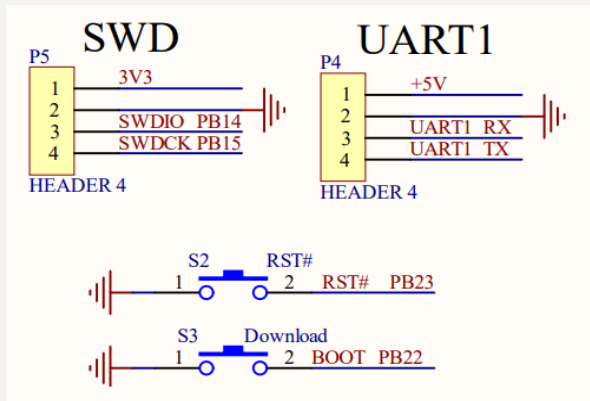 SWD
P5
1 3V3
2
3 SWDIO PB14
4 SWDCK PB15
HEADER 4
UART1
P4
1 +5V
2
3 UART1 RX
4 UART1 TX
HEADER 4
S2 RST#
1 2 RST# PB23
S3 Download
1 2 BOOT PB22